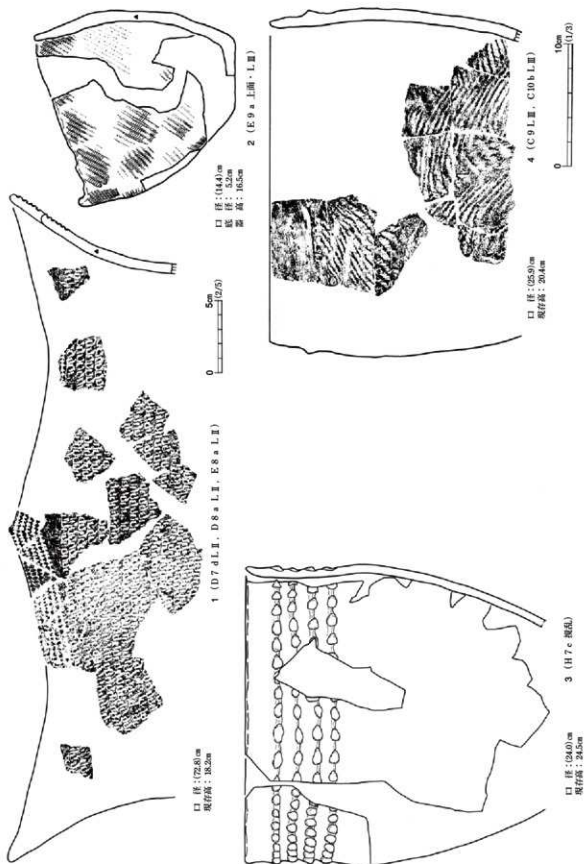 1 (D7dLⅡ, D8aLⅡ, E8aLⅡ)
口 径:(72.8)cm
現存高:18.2cm
0 5cm
(2/5)
2 (E9a上面・LⅡ)
口 径:(14.4)cm
底 径:5.2cm
器 高:16.5cm
3 (H7c 攪乱)
口 径:(24.0)cm
現存高:24.5cm
4 (C9LⅢ, C10bLⅢ)
口 径:(25.9)cm
現存高:20.4cm
0 10cm
(1/3)